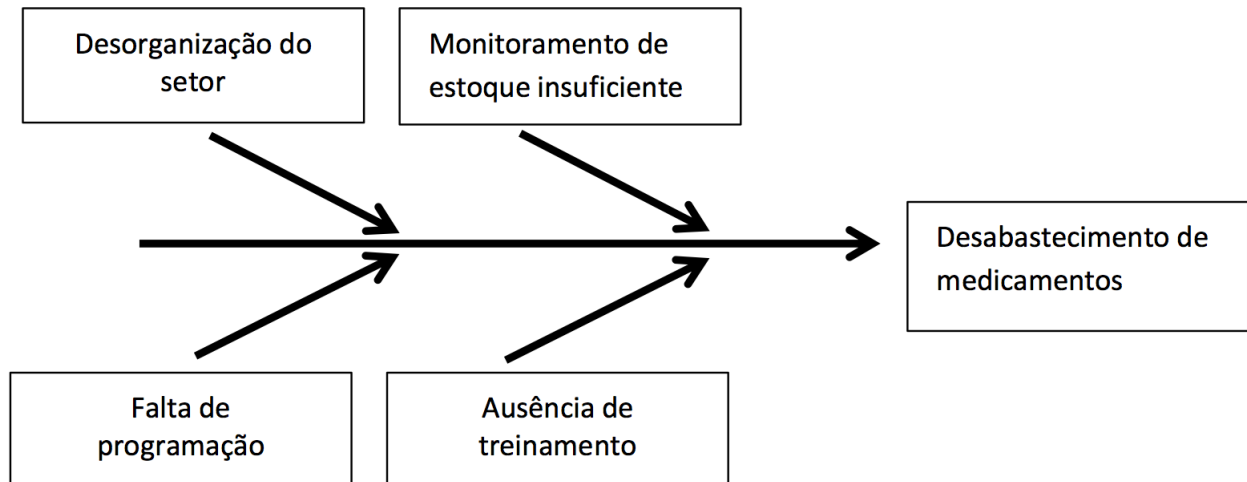 Desorganização do
setor
Monitoramento de
estoque insuficiente
Desabastecimento de
medicamentos
Falta de
programação
Ausência de
treinamento